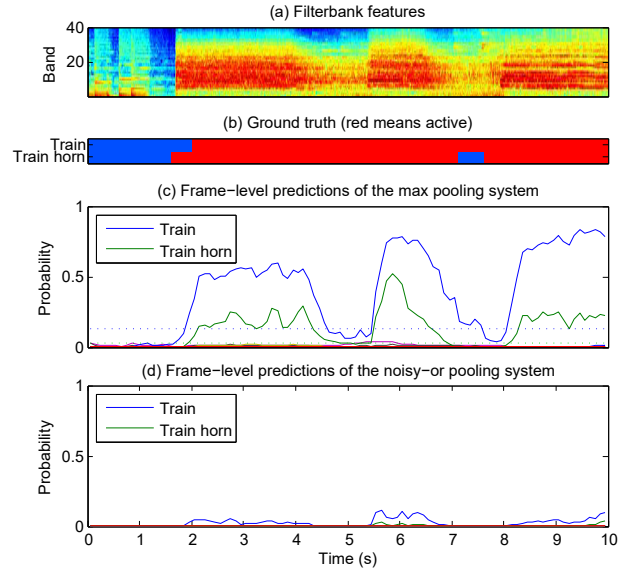 (a) Filterbank features
40
20
Band
(b) Ground truth (red means active)
Train
Train horn
(c) Frame−level predictions of the max pooling system
1
0.5
0
Probability
Train
Train horn
(d) Frame−level predictions of the noisy−or pooling system
1
0.5
0
Probability
Train
Train horn
0 1 2 3 4 5 6 7 8 9 10
Time (s)